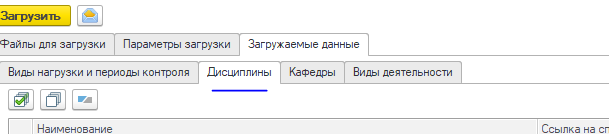 Загрузить
Файлы для загрузки Параметры загрузки Загружаемые данные
Виды нагрузки и периоды контроля Дисциплины Кафедры Виды деятельности
Наименование Ссылка на сп